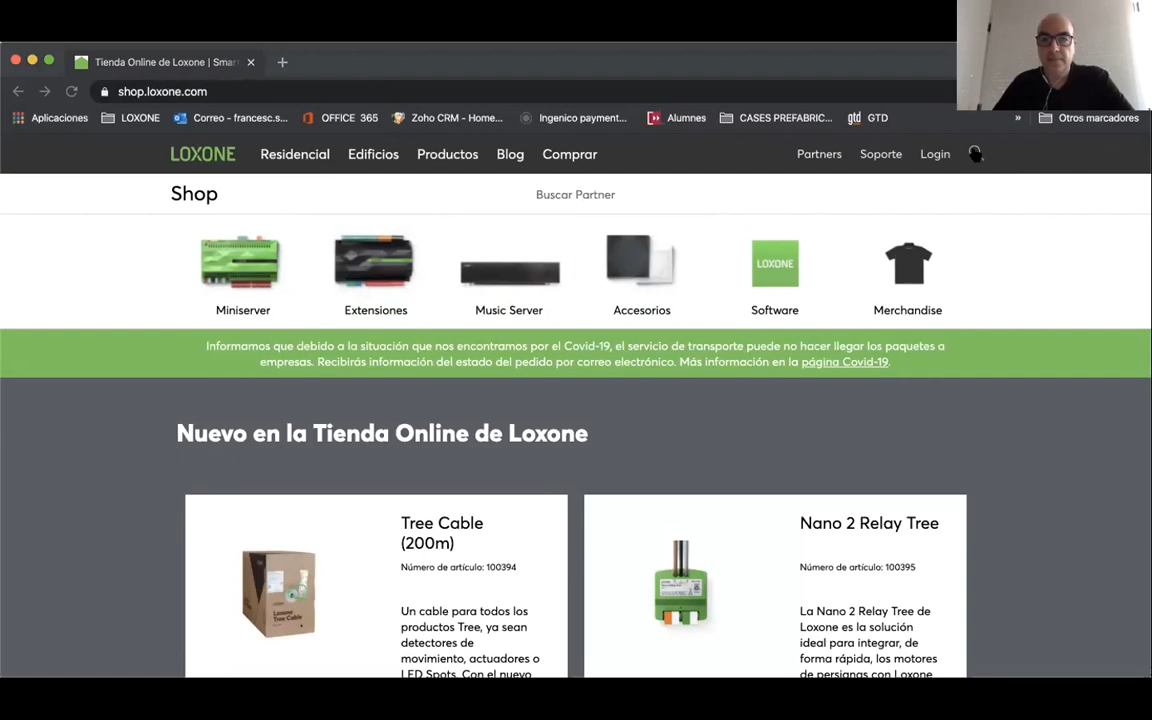 Tienda Online de Loxone | Smar
shop.loxone.com
Aplicaciones LOXONE Correo - francesc.s... OFFICE 365 Zoho CRM - Home... Ingenico payment... Alumnes CASES PREFABRIC... gtd GTD » Otros marcadores
LOXONE Residencial Edificios Productos Blog Comprar Partners Soporte Login
Shop Buscar Partner
LOXONE
Miniserver Extensiones Music Server Accesorios Software Merchandise
Informamos que debido a la situación que nos encontramos por el Covid-19, el servicio de transporte puede no hacer llegar los paquetes a
empresas. Recibirás información del estado del pedido por correo electrónico. Más información en la página Covid-19.
Nuevo en la Tienda Online de Loxone
Tree Cable
(200m)
Número de artículo: 100394
Un cable para todos los
productos Tree, ya sean
detectores de
movimiento, actuadores o
LED Spots. Con el nuevo
Loxone
Tree Cable
Nano 2 Relay Tree
Número de artículo: 100395
La Nano 2 Relay Tree de
Loxone es la solución
ideal para integrar, de
forma rápida, los motores
de persianas con Loxone